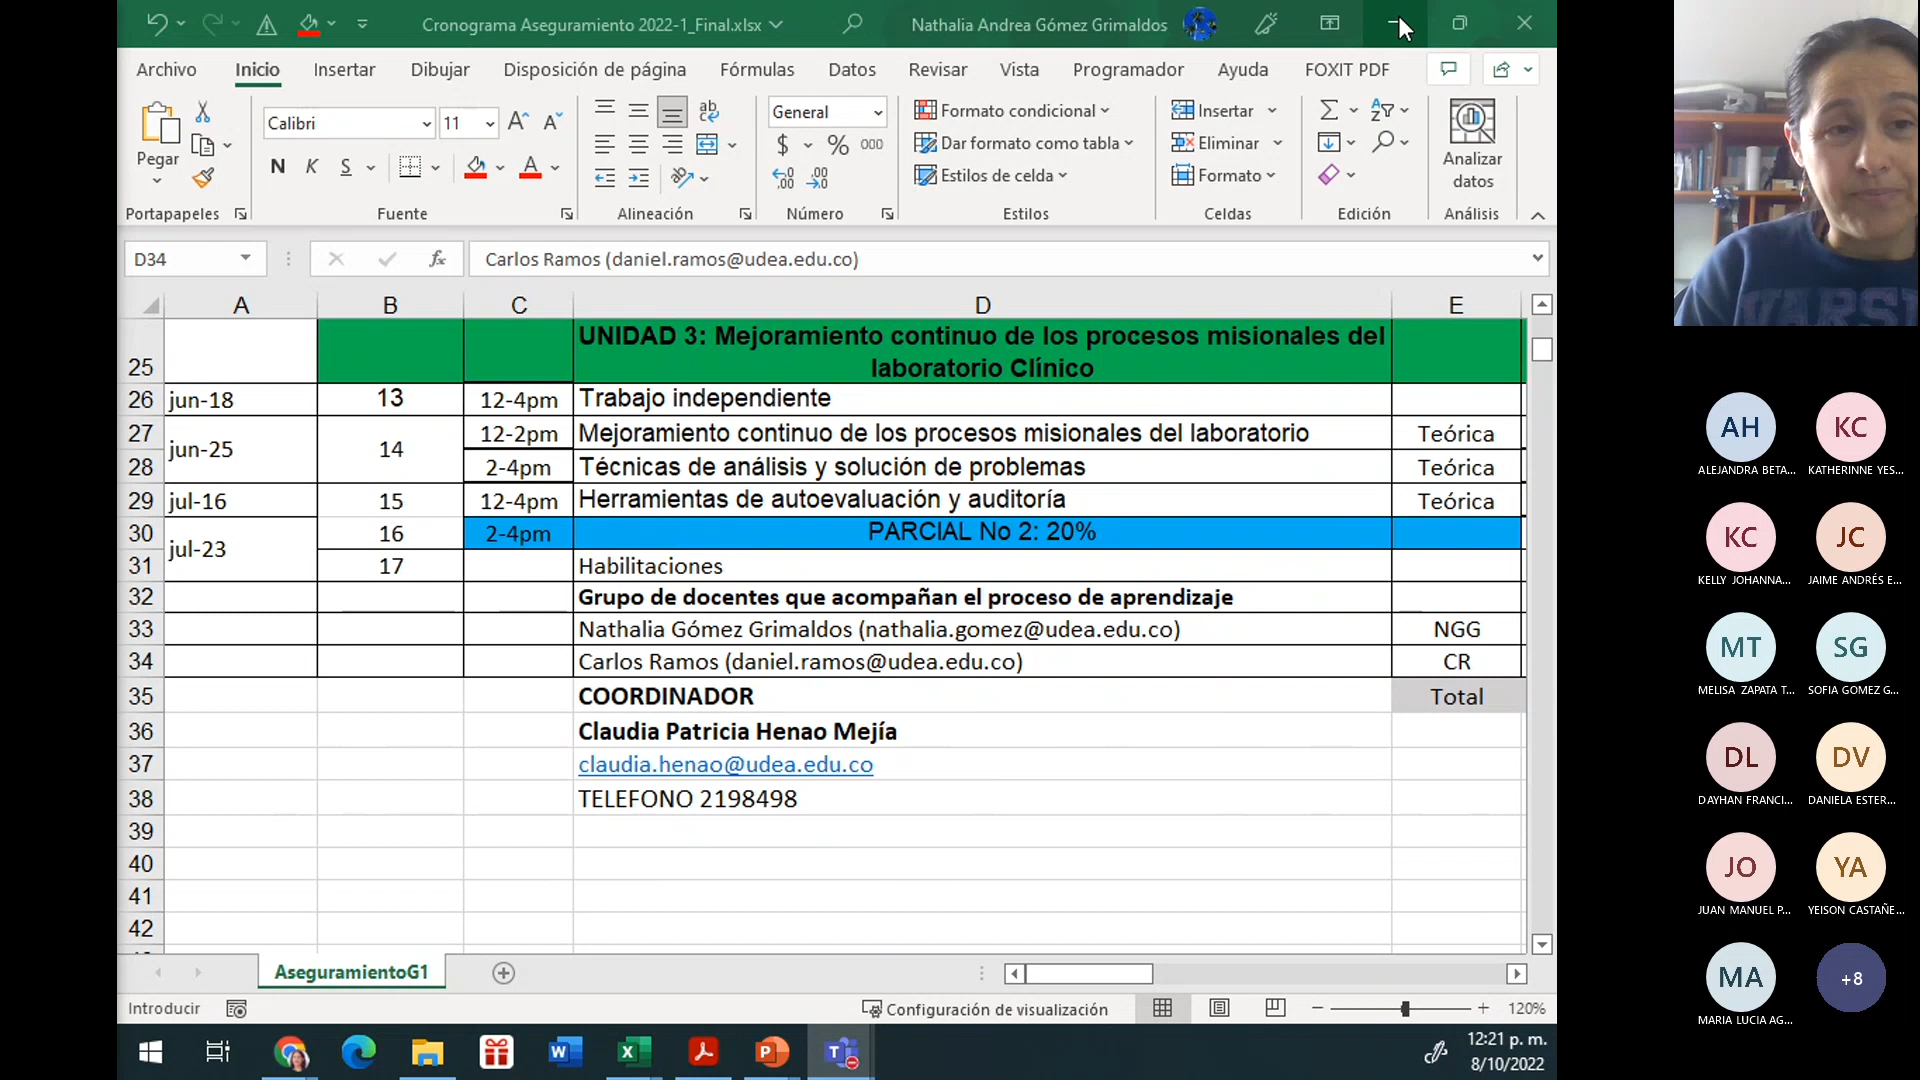 Cronograma Aseguramiento 2022-1_Final.xlsx
Nathalia Andrea Gómez Grimaldos
Archivo Inicio Insertar Dibujar Disposición de página Fórmulas Datos Revisar Vista Programador Ayuda FOXIT PDF
Pegar
Calibri 11
N K S
ab
General
$ % 000
Formato condicional
Dar formato como tabla
Estilos de celda
Insertar
Eliminar
Formato
Analizar datos
Portapapeles Fuente Alineación Número Estilos Celdas Edición Análisis
D34 fx Carlos Ramos (daniel.ramos@udea.edu.co)
A B C D E
25 UNIDAD 3: Mejoramiento continuo de los procesos misionales del
laboratorio Clínico
26 jun-18 13 12-4pm Trabajo independiente
27 jun-25 14 12-2pm Mejoramiento continuo de los procesos misionales del laboratorio Teórica
28 2-4pm Técnicas de análisis y solución de problemas Teórica
29 jul-16 15 12-4pm Herramientas de autoevaluación y auditoría Teórica
30 jul-23 16 2-4pm PARCIAL No 2: 20%
31 17 Habilitaciones
32 Grupo de docentes que acompañan el proceso de aprendizaje
33 Nathalia Gómez Grimaldos (nathalia.gomez@udea.edu.co) NGG
34 Carlos Ramos (daniel.ramos@udea.edu.co) CR
35 COORDINADOR Total
36 Claudia Patricia Henao Mejía
37 claudia.henao@udea.edu.co
38 TELEFONO 2198498
39
40
41
42
AseguramientoG1
Introducir Configuración de visualización 120%
12:21 p. m.
8/10/2022
AH KC
ALEJANDRA BETA... KATHERINNE YES...
KC JC
KELLY JOHANNA... JAIME ANDRÉS E...
MT SG
MELISA ZAPATA T... SOFIA GOMEZ G...
DL DV
DAYHAN FRANCI... DANIELA ESTER...
JO YA
JUAN MANUEL P... YEISON CASTAÑE...
MA +8
MARIA LUCIA AG...